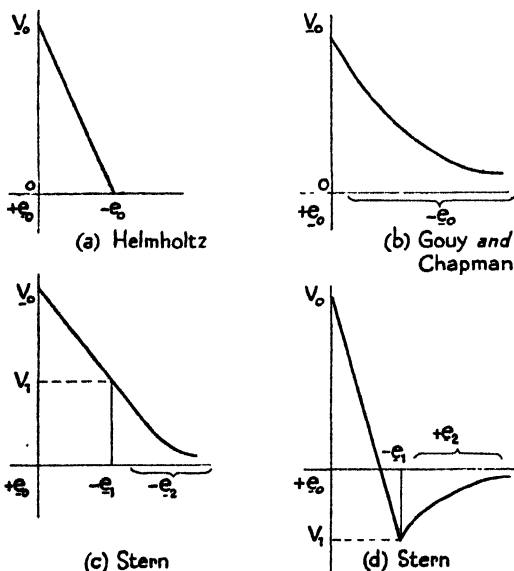 V₀
0
+e₀
-e₀
(a) Helmholtz
V₀
0
+e₀
-e₀
(b) Gouy and
Chapman
V₀
V₁
+e₀
-e₁
-e₂
(c) Stern
V₀
-e₁
+e₂
+e₀
V₁
(d) Stern